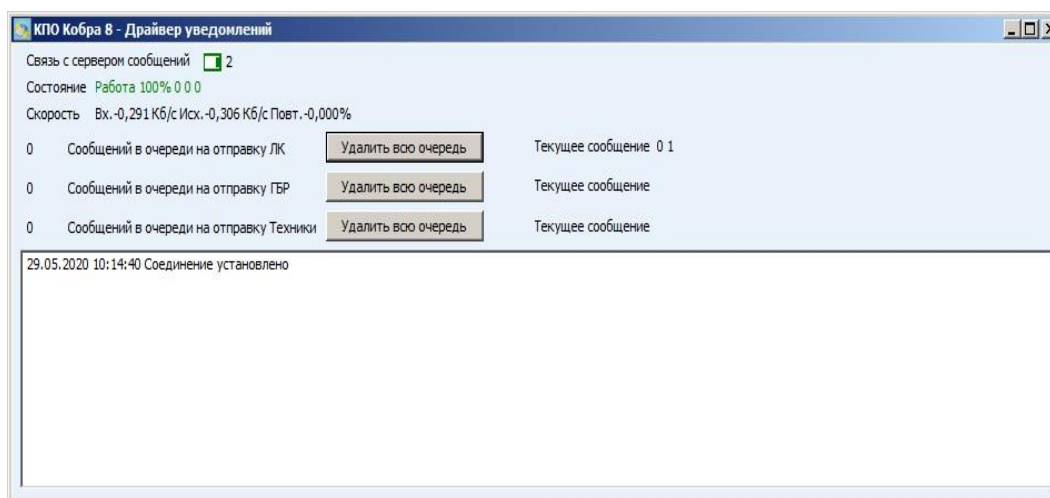 КПО Кобра 8 - Драйвер уведомлений
Связь с сервером сообщений 2
Состояние Работа 100% 0 0 0
Скорость Вх.-0,291 Кб/с Исх.-0,306 Кб/с Повт.-0,000%
0 Сообщений в очереди на отправку ЛК Удалить всю очередь Текущее сообщение 0 1
0 Сообщений в очереди на отправку ГБР Удалить всю очередь Текущее сообщение
0 Сообщений в очереди на отправку Техники Удалить всю очередь Текущее сообщение
29.05.2020 10:14:40 Соединение установлено